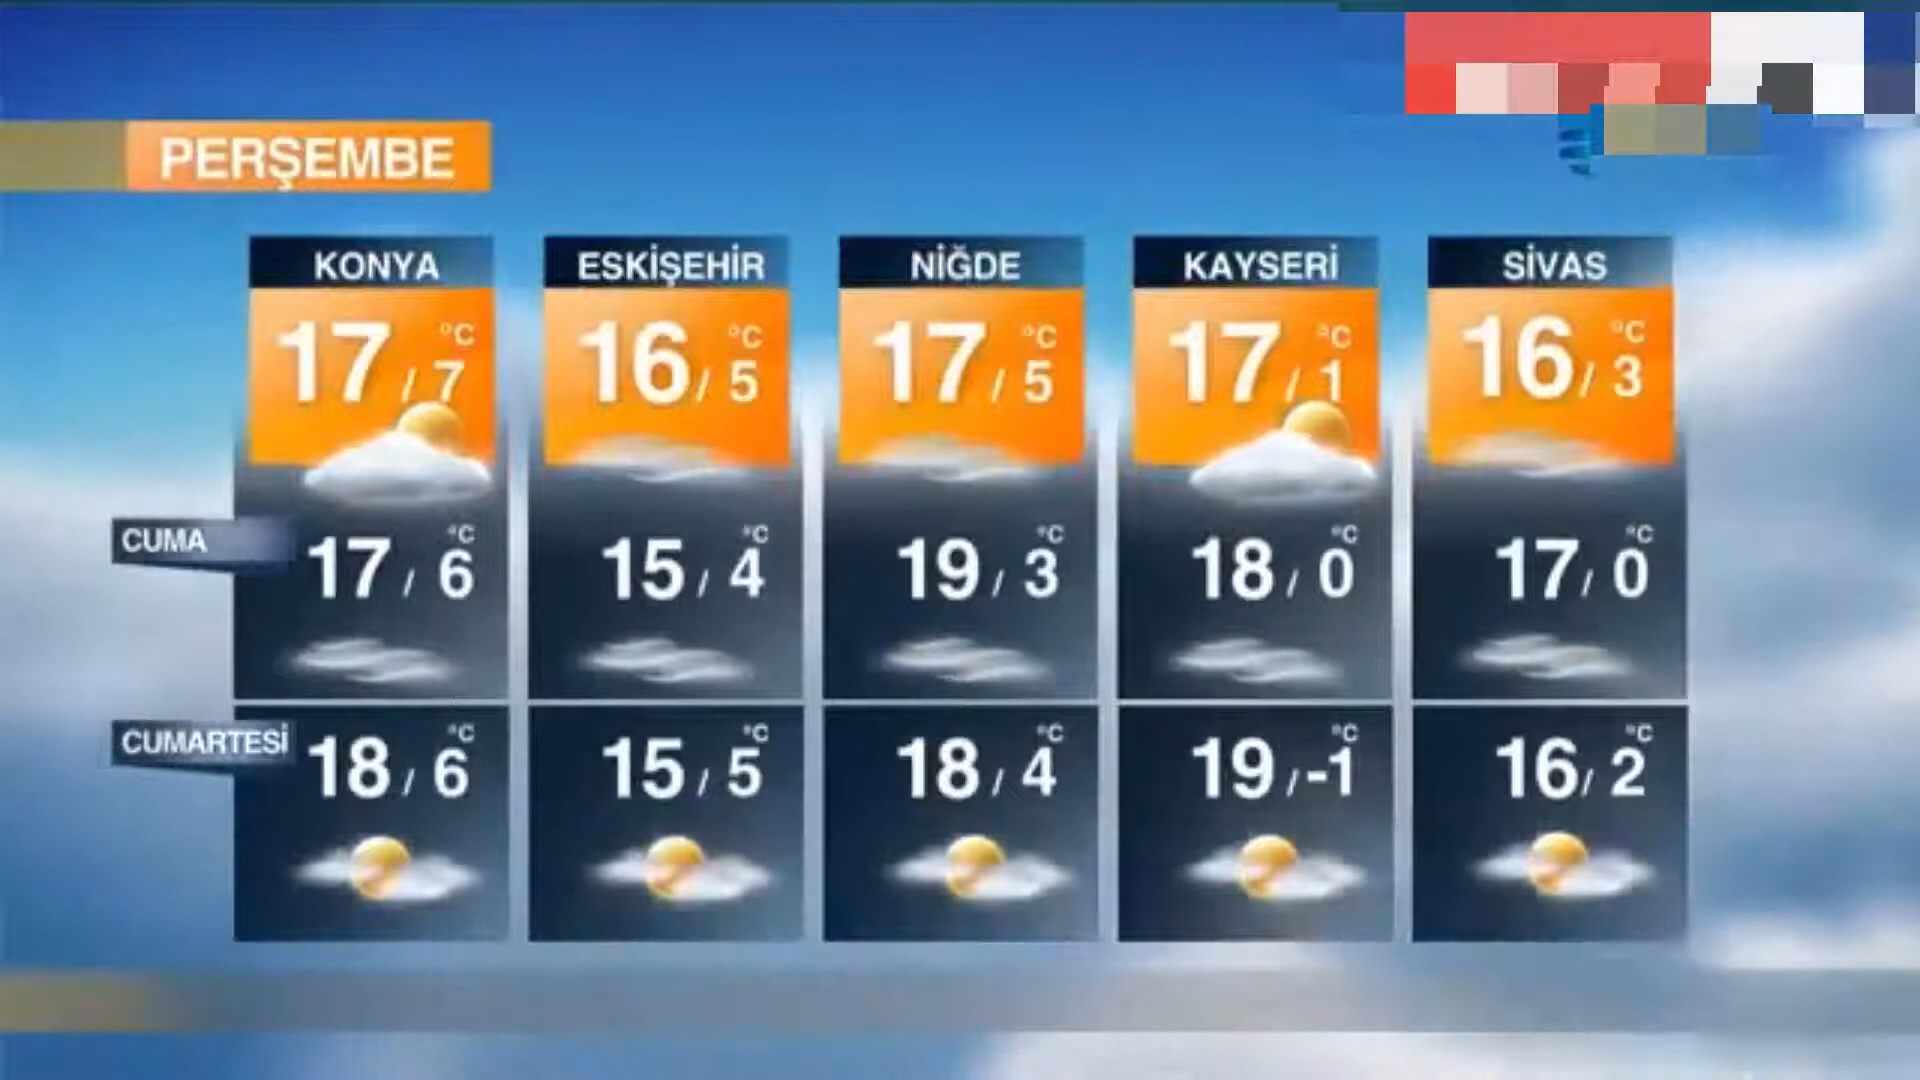 PERŞEMBE
KONYA ESKİŞEHİR NİĞDE KAYSERİ SİVAS
17 / 7 °C 16 / 5 °C 17 / 5 °C 17 / 1 °C 16 / 3 °C
CUMA 17 / 6 °C 15 / 4 °C 19 / 3 °C 18 / 0 °C 17 / 0 °C
CUMARTESİ 18 / 6 °C 15 / 5 °C 18 / 4 °C 19 / -1 °C 16 / 2 °C